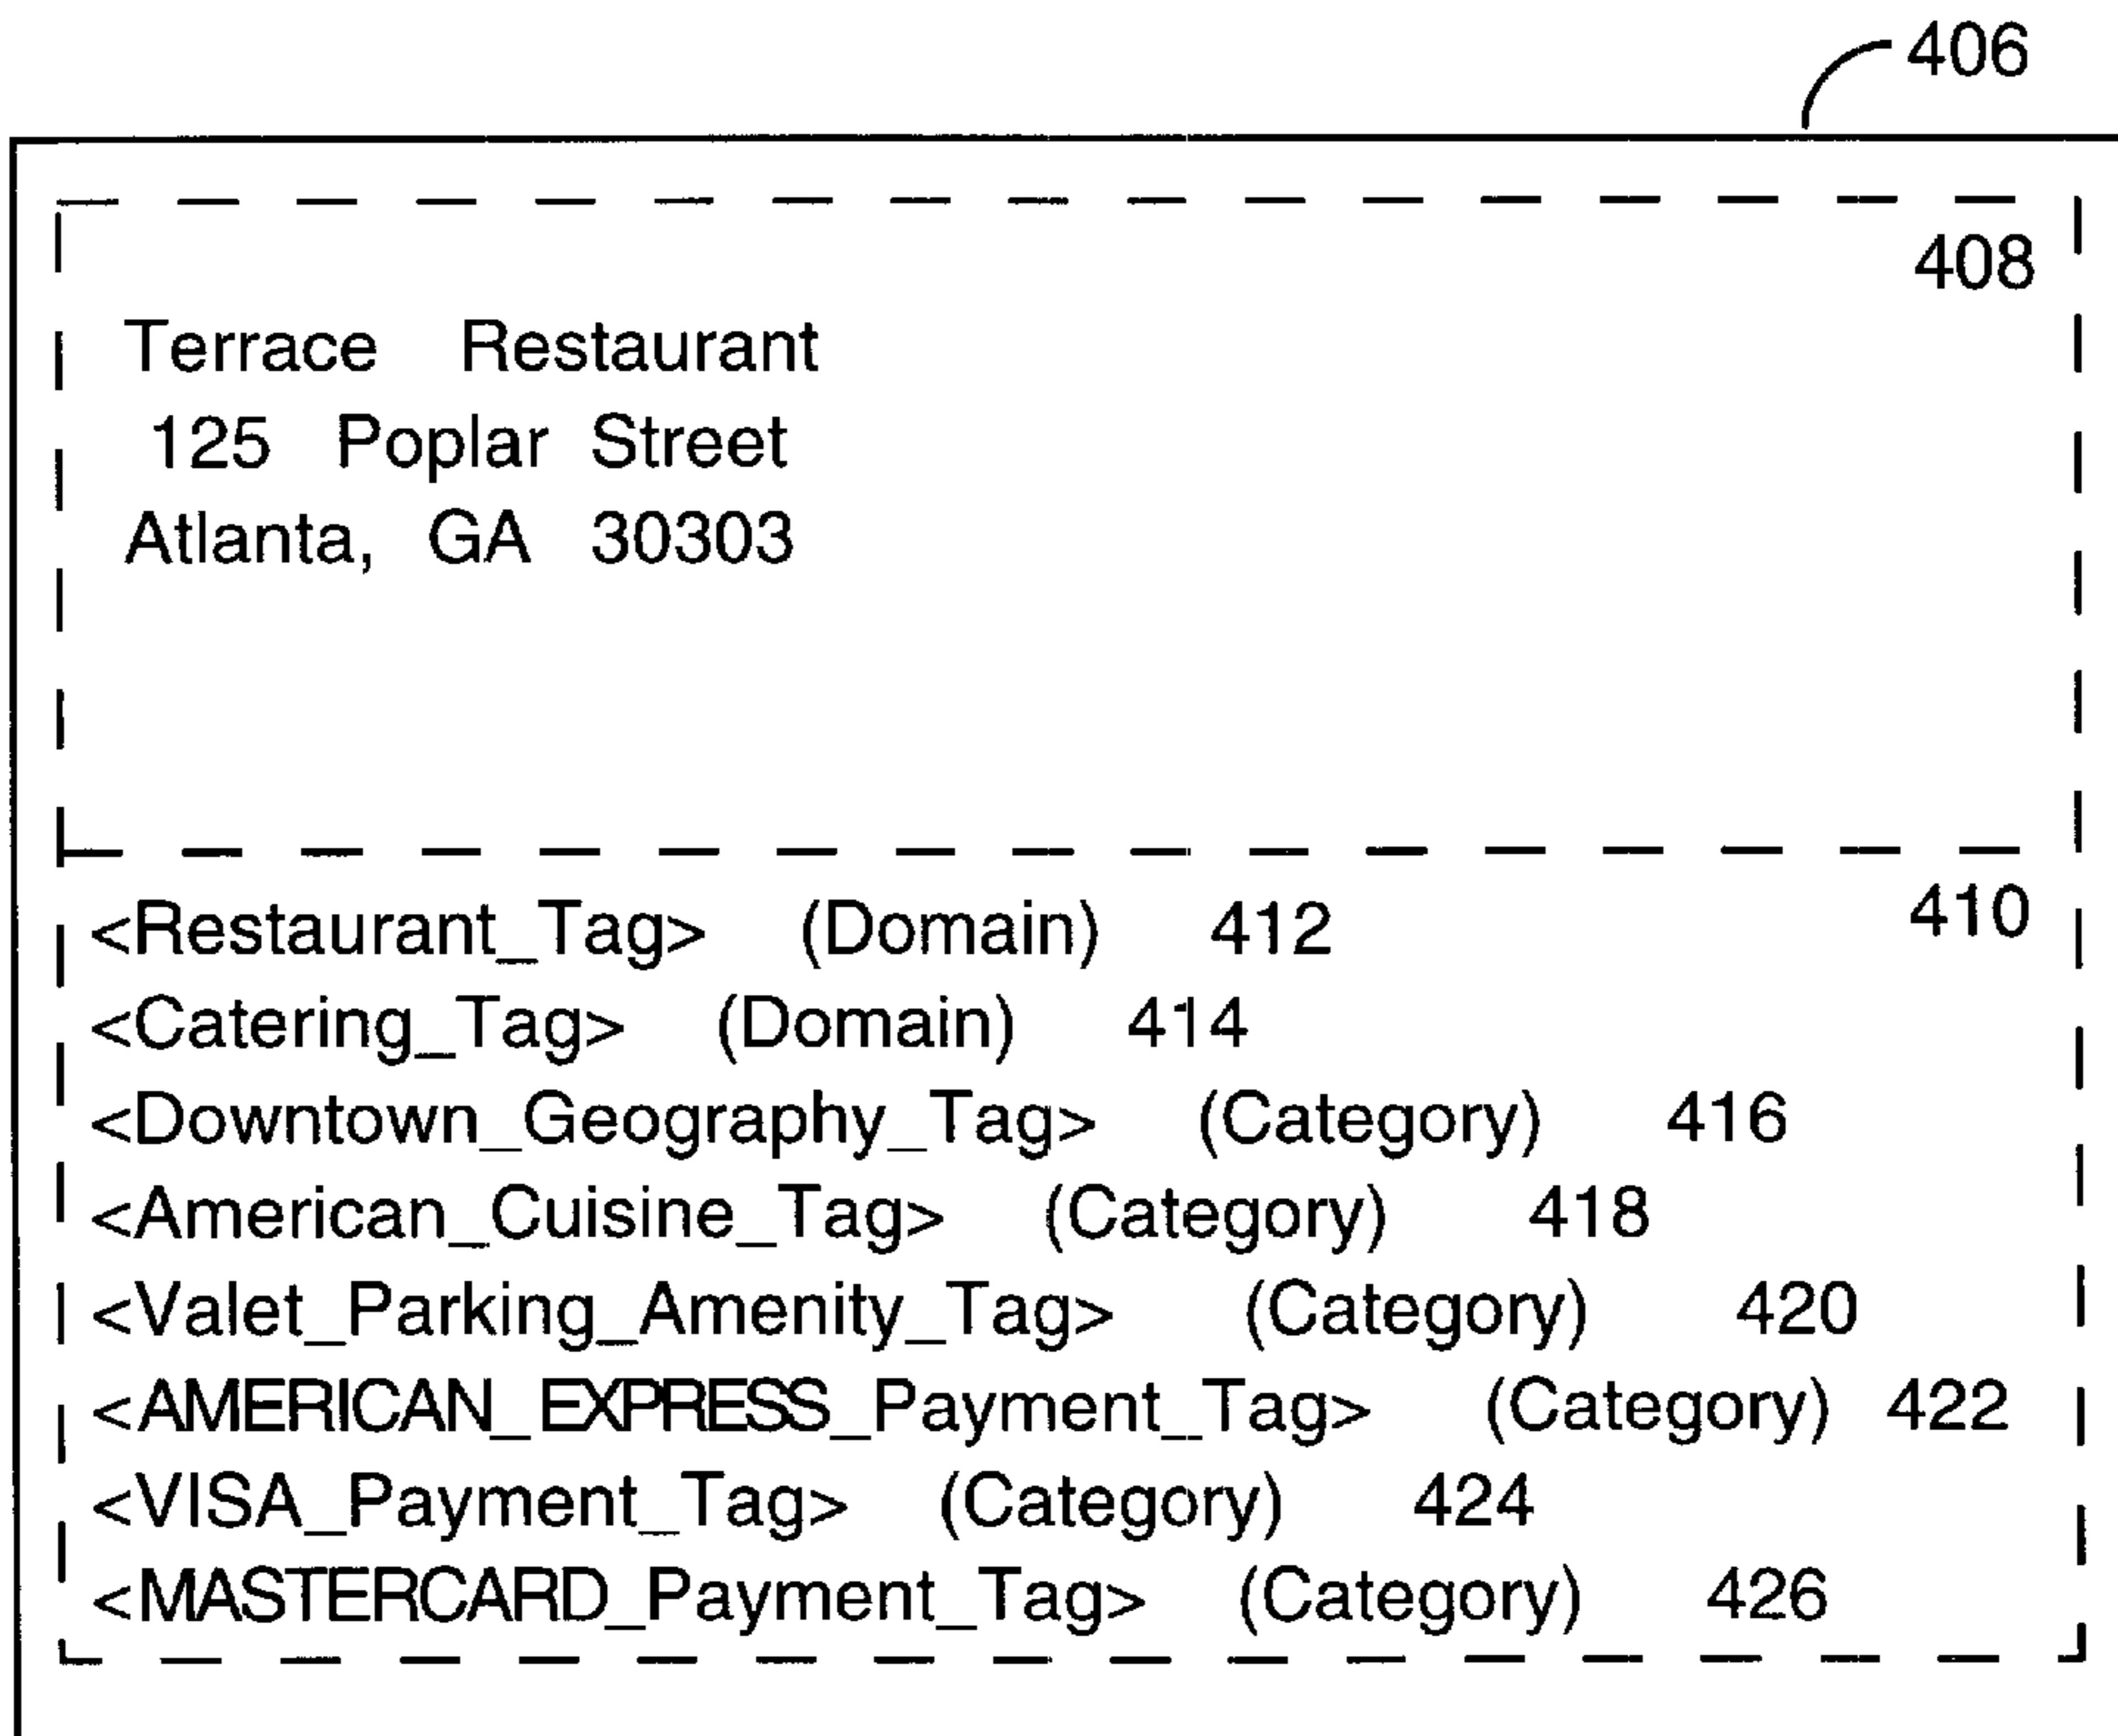 406
408
Terrace Restaurant
125 Poplar Street
Atlanta, GA 30303
410
<Restaurant_Tag> (Domain) 412
<Catering_Tag> (Domain) 414
<Downtown_Geography_Tag> (Category) 416
<American_Cuisine_Tag> (Category) 418
<Valet_Parking_Amenity_Tag> (Category) 420
<AMERICAN_EXPRESS_Payment_Tag> (Category) 422
<VISA_Payment_Tag> (Category) 424
<MASTERCARD_Payment_Tag> (Category) 426